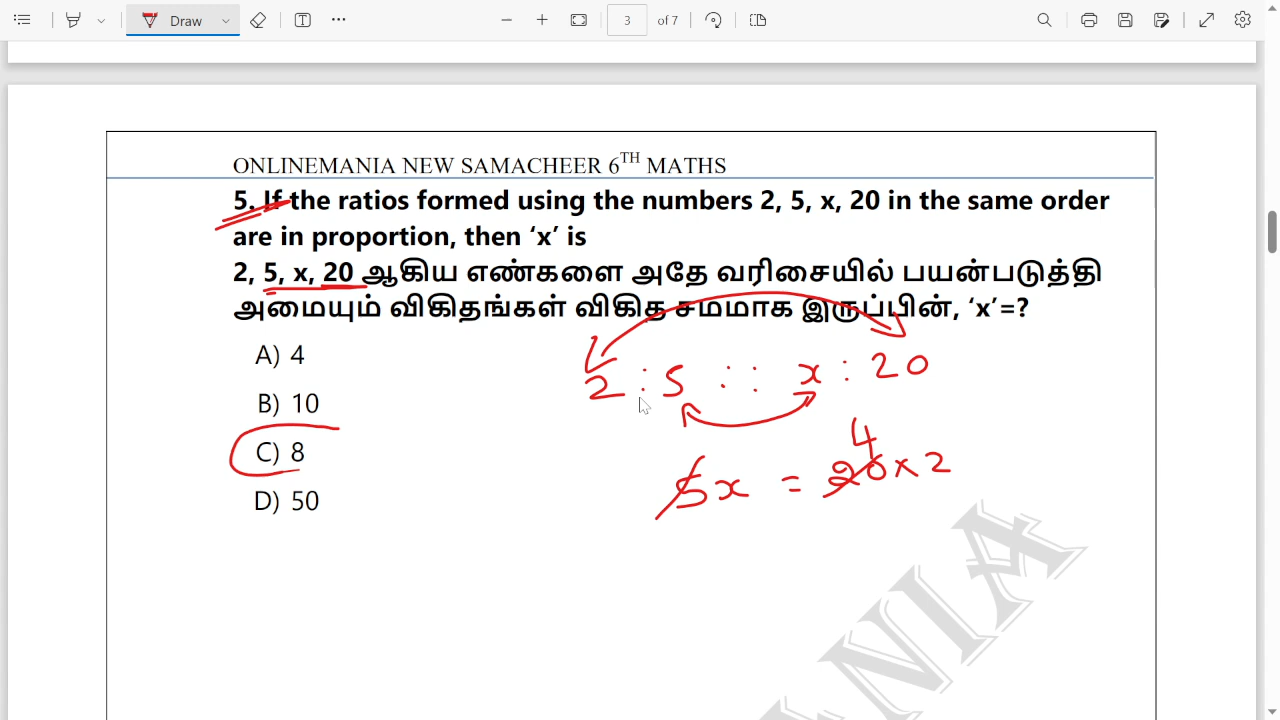 Draw
3 of 7
ONLINEMANIA NEW SAMACHEER 6TH MATHS
5. If the ratios formed using the numbers 2, 5, x, 20 in the same order
are in proportion, then ‘x’ is
2, 5, x, 20 ஆகிய எண்களை அதே வரிசையில் பயன்படுத்தி
அமையும் விகிதங்கள் விகித சமமாக இருப்பின், ‘x’=?
A) 4
B) 10
C) 8
D) 50
2 : 5 :: x : 20
4
5x = 20 x 2